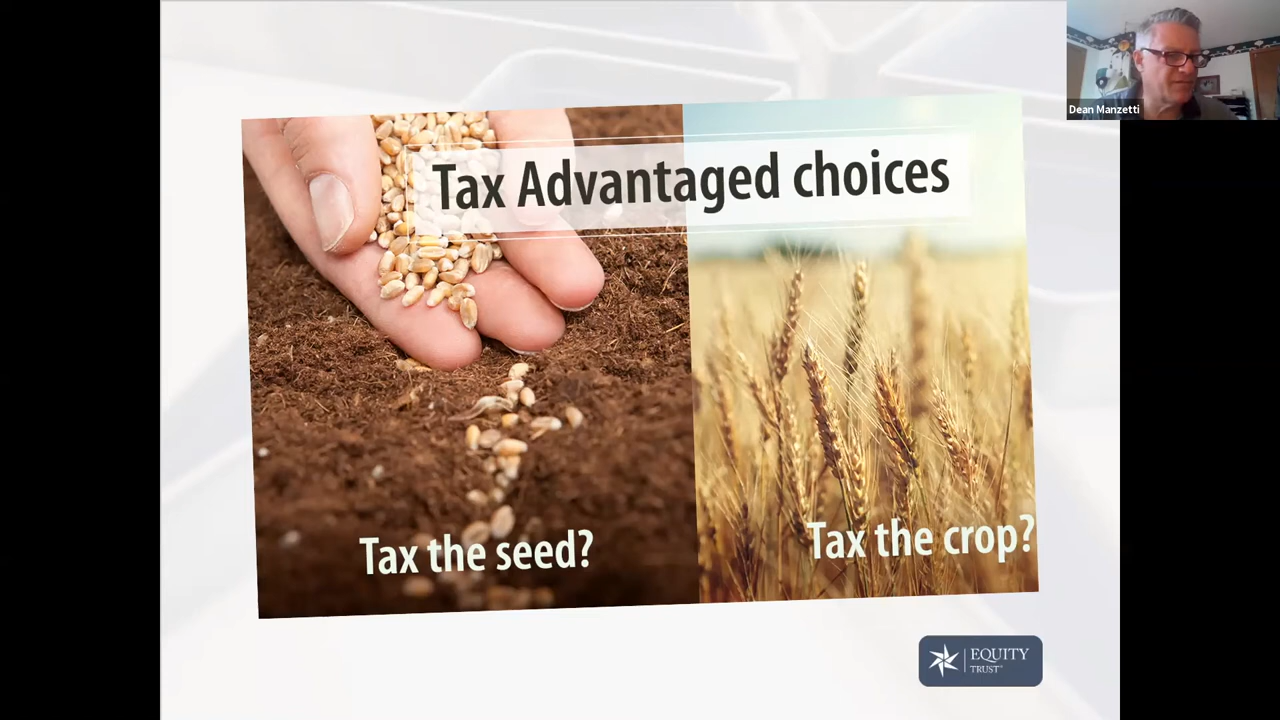 Tax Advantaged choices
Tax the seed?
Tax the crop?
EQUITY
TRUST
Dean Manzetti